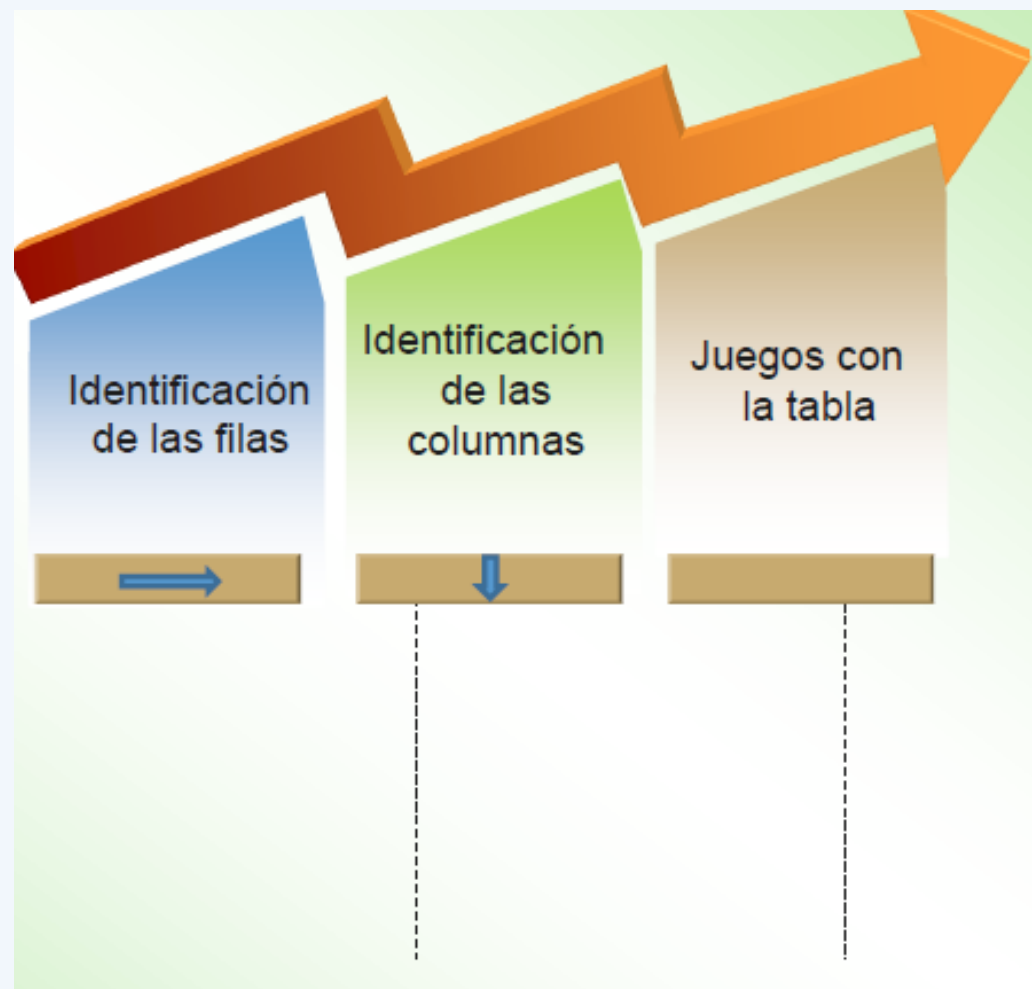 Identificación
de las filas
Identificación
de las
columnas
Juegos con
la tabla